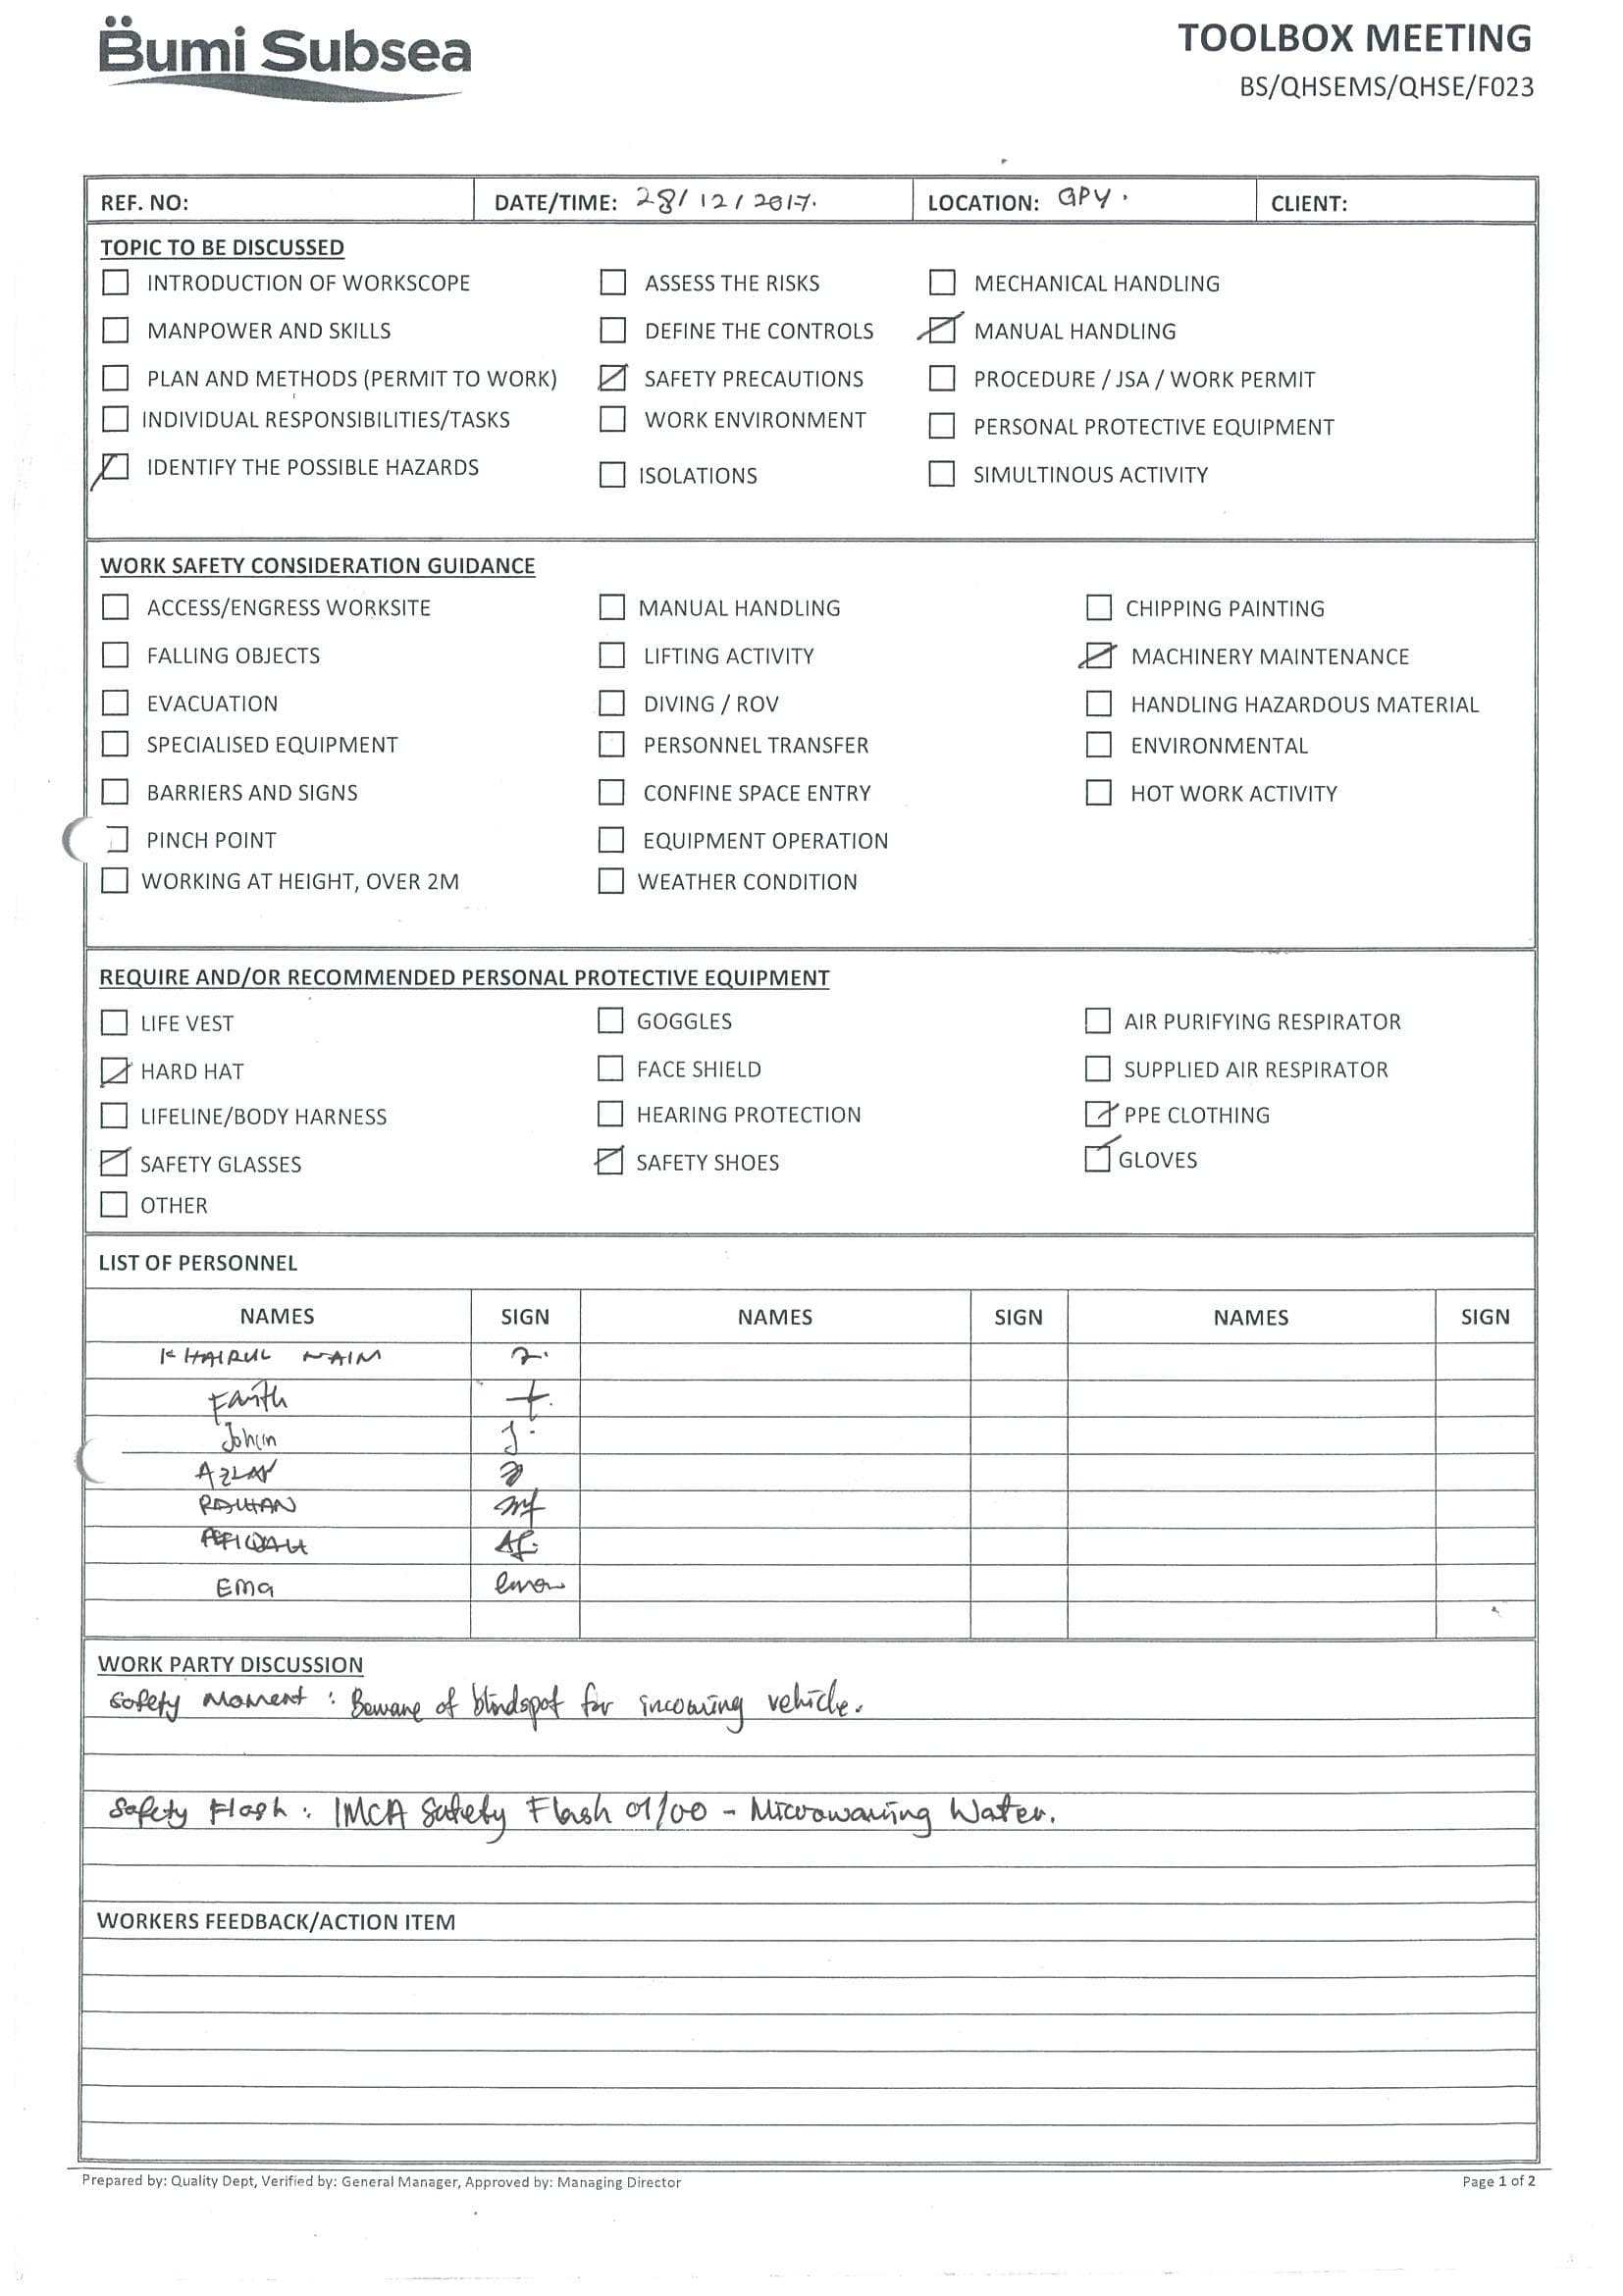 Bumi Subsea
TOOLBOX MEETING
BS/QHSEMS/QHSE/F023
REF. NO: DATE/TIME: 28/12/2017. LOCATION: GPY. CLIENT:
TOPIC TO BE DISCUSSED
INTRODUCTION OF WORKSCOPE ASSESS THE RISKS MECHANICAL HANDLING
MANPOWER AND SKILLS DEFINE THE CONTROLS MANUAL HANDLING
PLAN AND METHODS (PERMIT TO WORK) SAFETY PRECAUTIONS PROCEDURE / JSA / WORK PERMIT
INDIVIDUAL RESPONSIBILITIES/TASKS WORK ENVIRONMENT PERSONAL PROTECTIVE EQUIPMENT
IDENTIFY THE POSSIBLE HAZARDS ISOLATIONS SIMULTINOUS ACTIVITY
WORK SAFETY CONSIDERATION GUIDANCE
ACCESS/ENGRESS WORKSITE MANUAL HANDLING CHIPPING PAINTING
FALLING OBJECTS LIFTING ACTIVITY MACHINERY MAINTENANCE
EVACUATION DIVING / ROV HANDLING HAZARDOUS MATERIAL
SPECIALISED EQUIPMENT PERSONNEL TRANSFER ENVIRONMENTAL
BARRIERS AND SIGNS CONFINE SPACE ENTRY HOT WORK ACTIVITY
PINCH POINT EQUIPMENT OPERATION
WORKING AT HEIGHT, OVER 2M WEATHER CONDITION
REQUIRE AND/OR RECOMMENDED PERSONAL PROTECTIVE EQUIPMENT
LIFE VEST GOGGLES AIR PURIFYING RESPIRATOR
HARD HAT FACE SHIELD SUPPLIED AIR RESPIRATOR
LIFELINE/BODY HARNESS HEARING PROTECTION PPE CLOTHING
SAFETY GLASSES SAFETY SHOES GLOVES
OTHER
LIST OF PERSONNEL
NAMES SIGN NAMES SIGN NAMES SIGN
KHAIRUL NAIM
Farith
AZLAN
AFIQAH
Ema ema
WORK PARTY DISCUSSION
Safety Moment : Beware of blindspot for incoming vehicle.
Safety Flash : IMCA Safety Flash 01/00 - Microwaving Water.
WORKERS FEEDBACK/ACTION ITEM
Prepared by: Quality Dept, Verified by: General Manager, Approved by: Managing Director Page 1 of 2